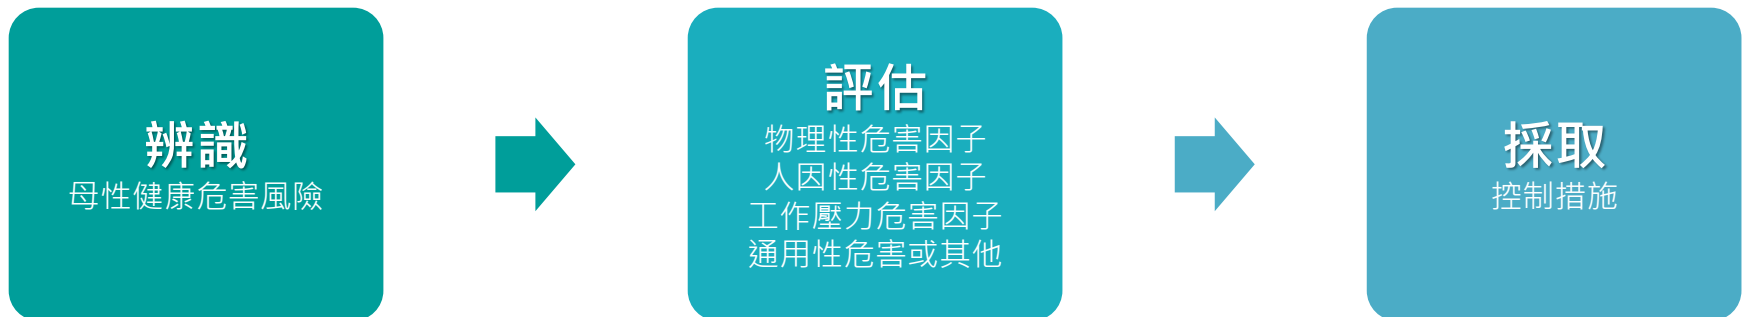 辨識
母性健康危害風險
評估
物理性危害因子
人因性危害因子
工作壓力危害因子
通用性危害或其他
採取
控制措施